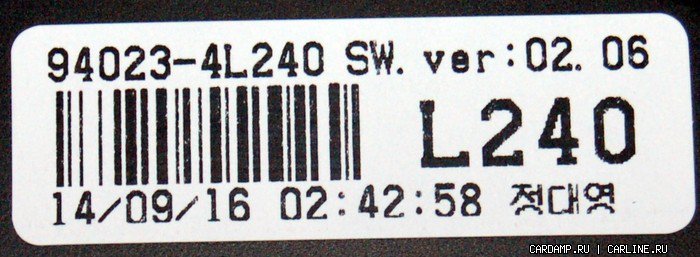 94023-4L240 SW. ver:02. 06
L240
14/09/16 02:42:58 정대영
CARDAMP.RU | CARLINE.RU